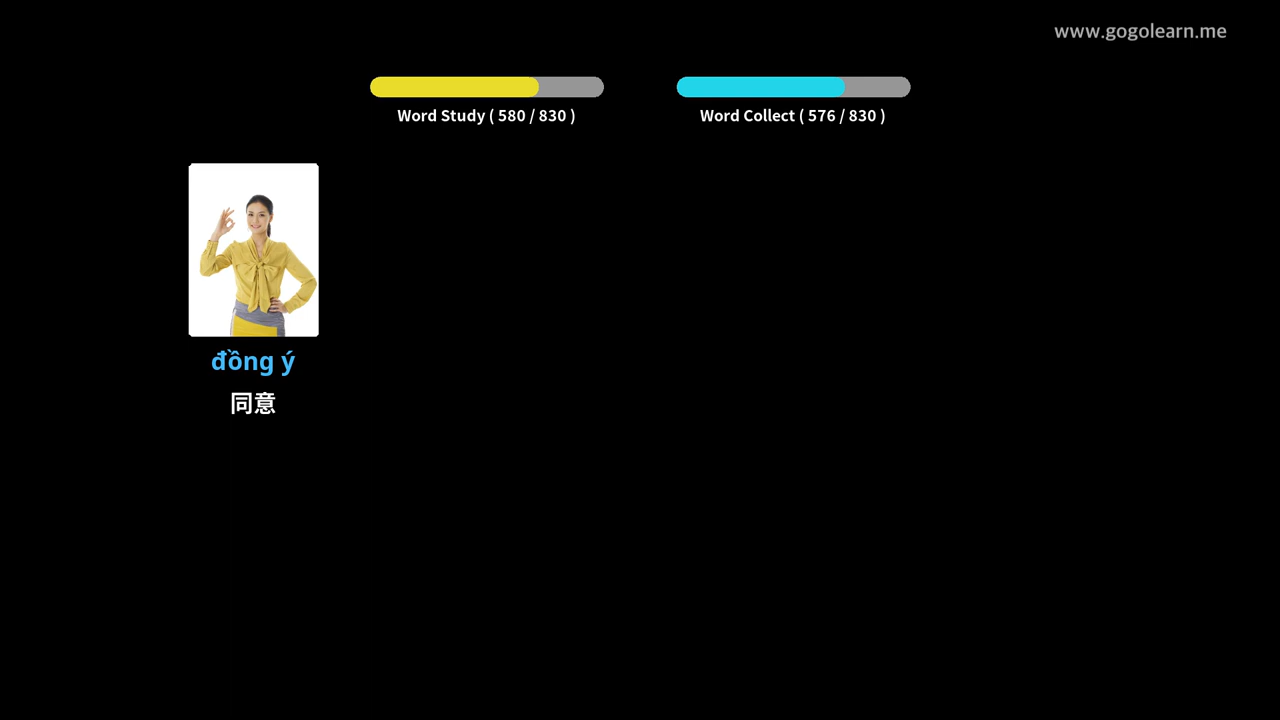 www.gogolearn.me
Word Study ( 580 / 830 )
Word Collect ( 576 / 830 )
đồng ý
同意